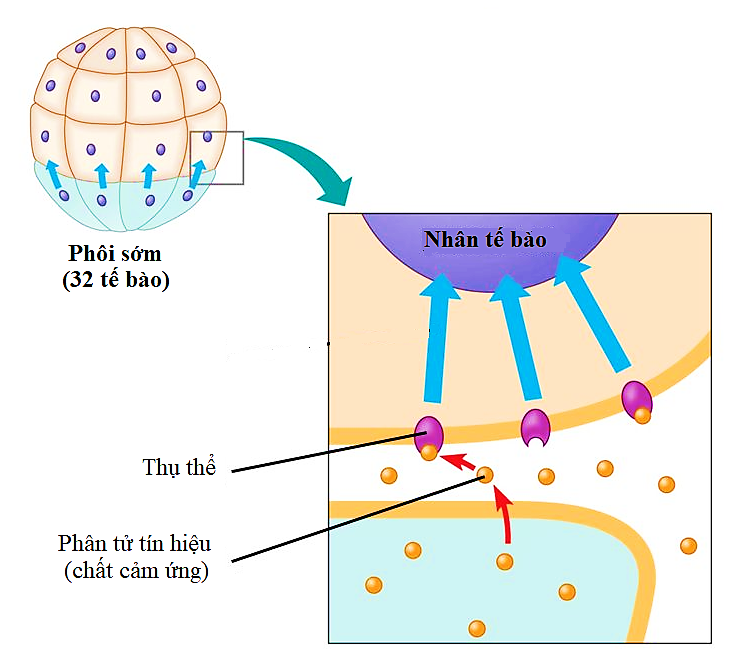 Phôi sớm
(32 tế bào)
Nhân tế bào
Thụ thể
Phân tử tín hiệu
(chất cảm ứng)